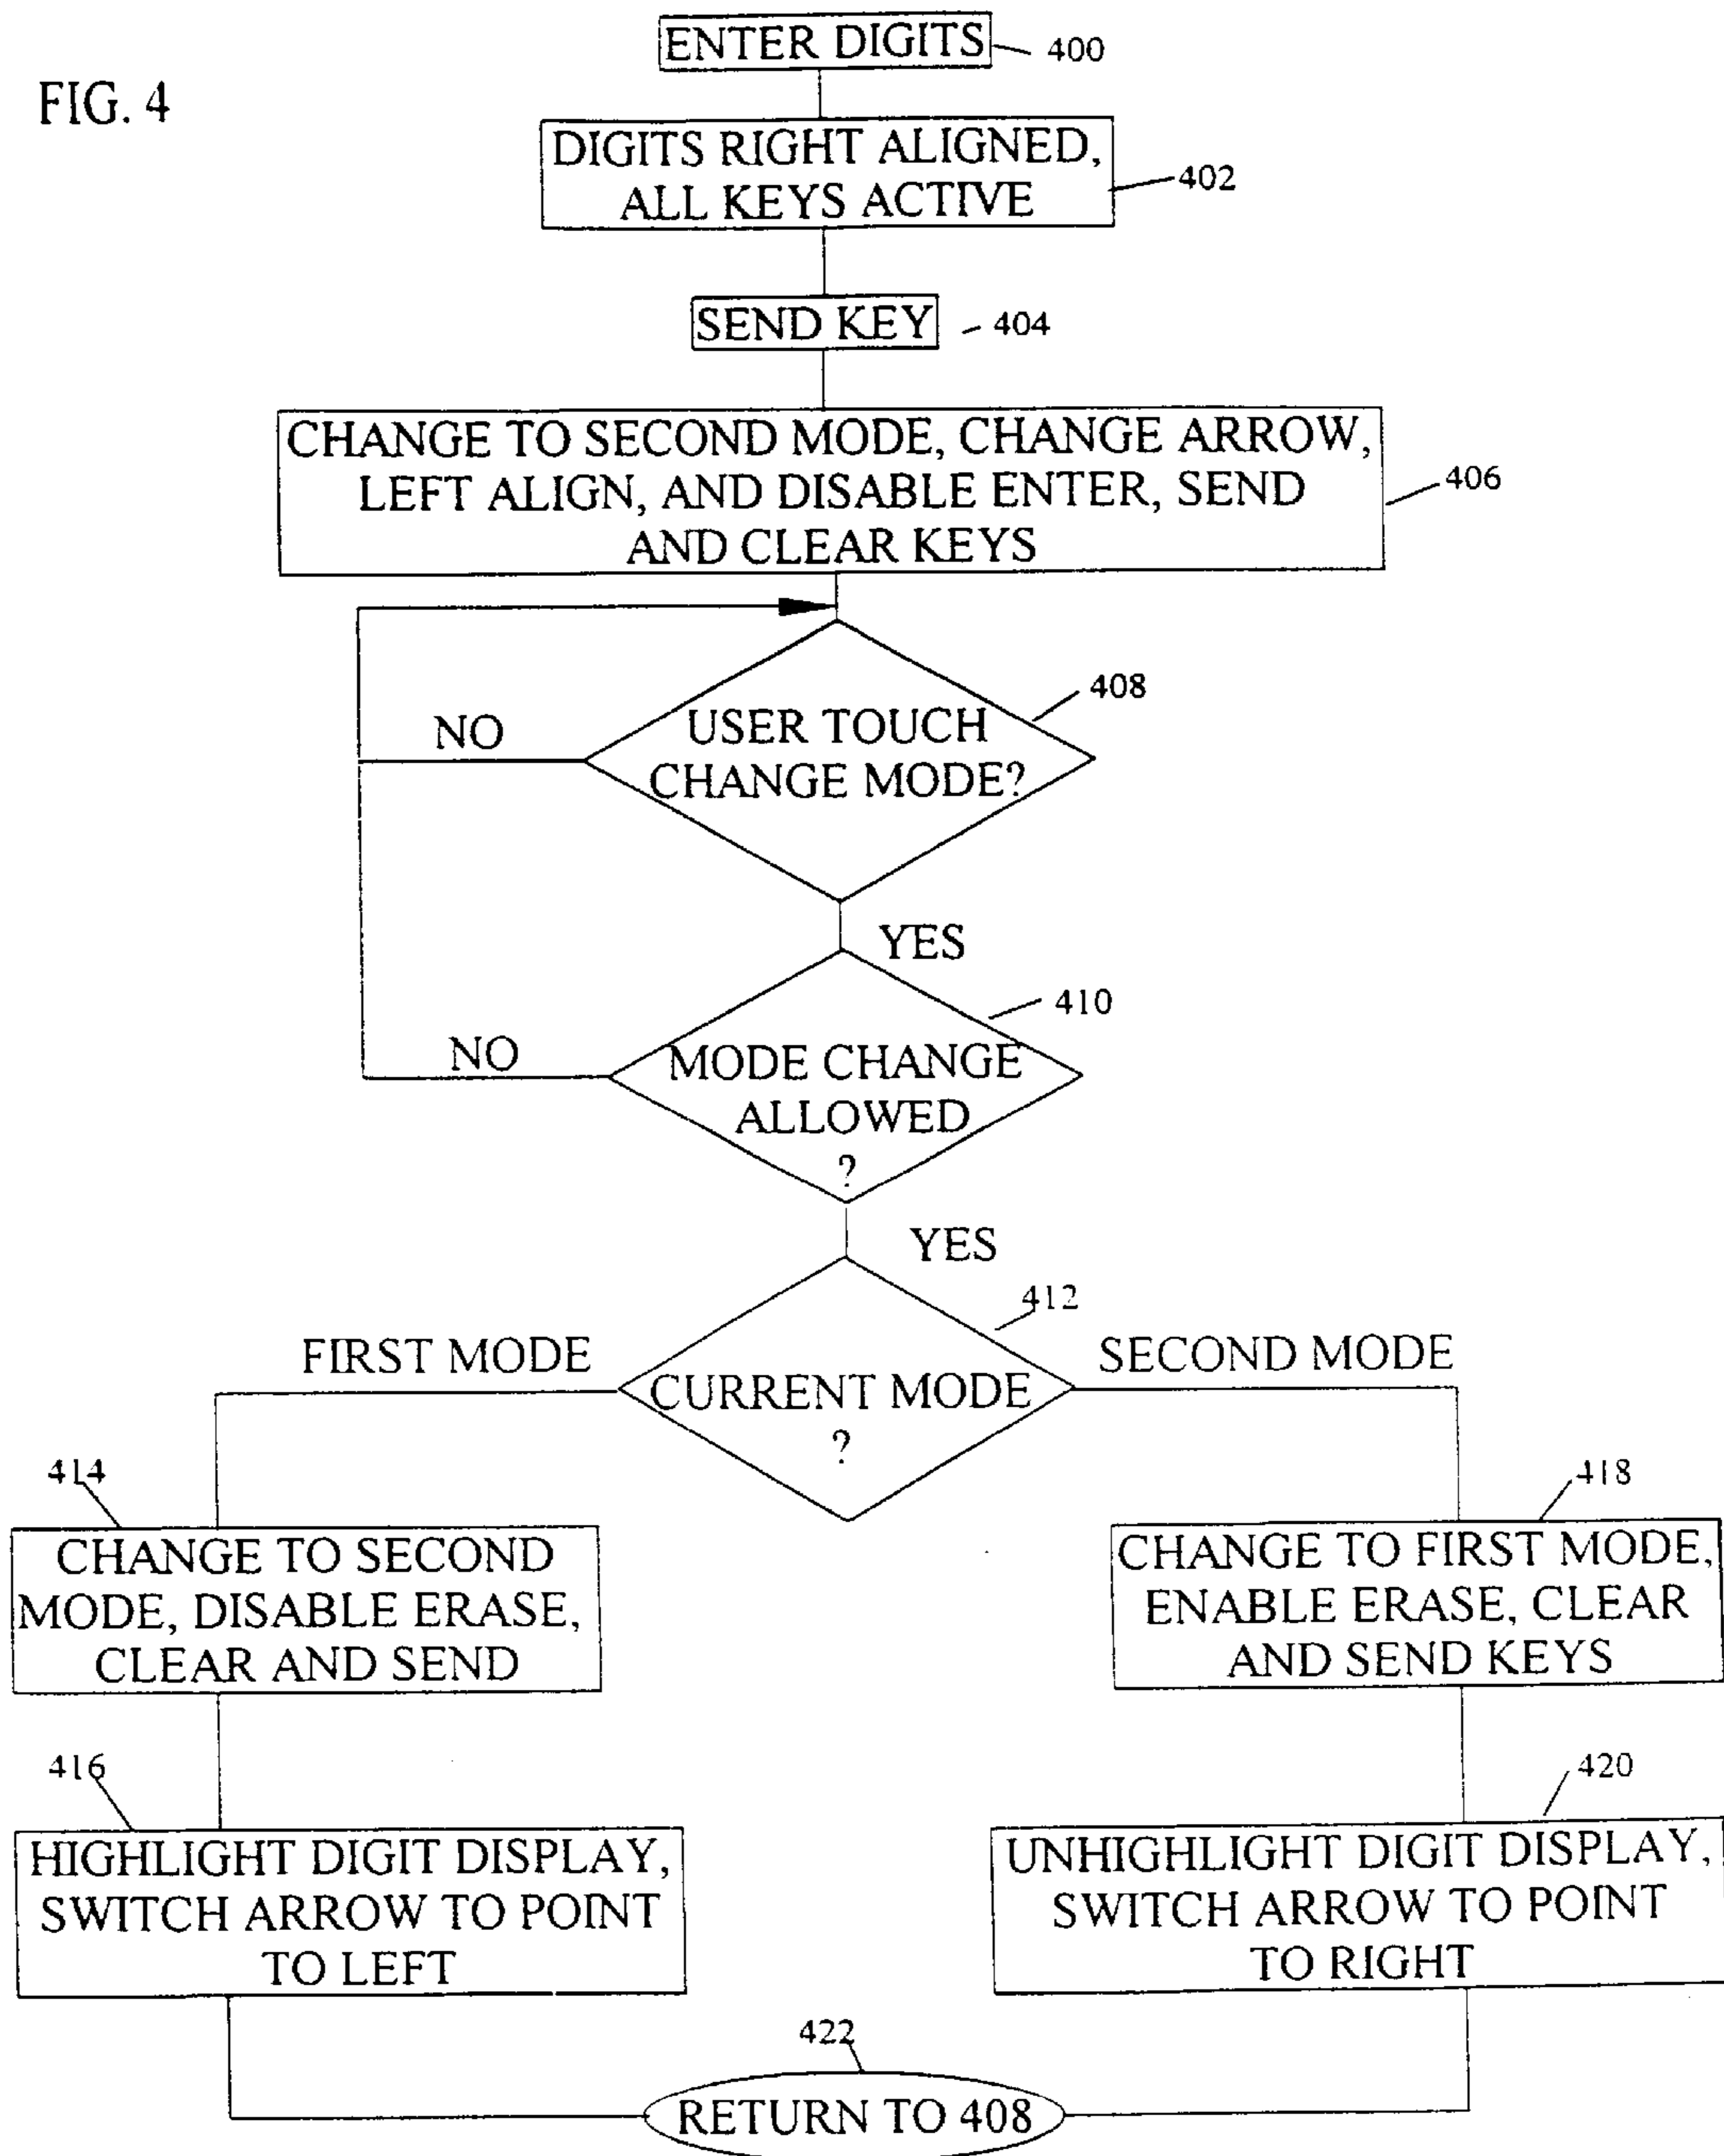 FIG. 4
ENTER DIGITS
400
DIGITS RIGHT ALIGNED,
ALL KEYS ACTIVE
402
SEND KEY
404
CHANGE TO SECOND MODE, CHANGE ARROW,
LEFT ALIGN, AND DISABLE ENTER, SEND
AND CLEAR KEYS
406
USER TOUCH
CHANGE MODE?
408
NO
YES
MODE CHANGE
ALLOWED
?
410
NO
YES
CURRENT MODE
?
412
FIRST MODE
SECOND MODE
414
CHANGE TO SECOND
MODE, DISABLE ERASE,
CLEAR AND SEND
418
CHANGE TO FIRST MODE,
ENABLE ERASE, CLEAR
AND SEND KEYS
416
HIGHLIGHT DIGIT DISPLAY,
SWITCH ARROW TO POINT
TO LEFT
420
UNHIGHLIGHT DIGIT DISPLAY,
SWITCH ARROW TO POINT
TO RIGHT
422
RETURN TO 408